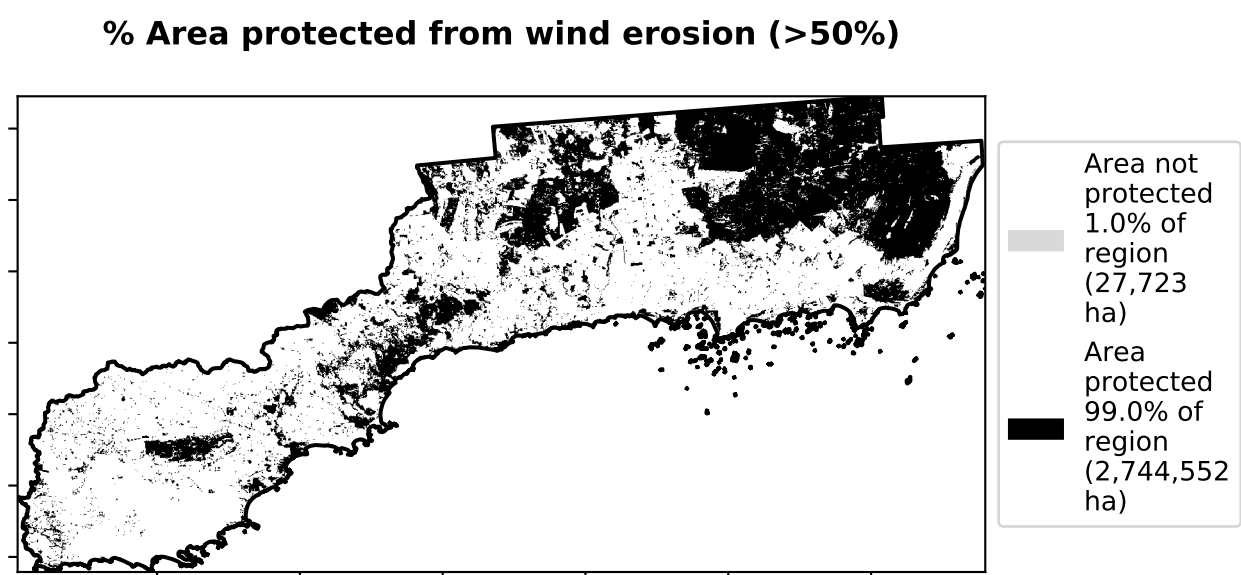 % Area protected from wind erosion (>50%)
Area not
protected
1.0% of
region
(27,723
ha)
Area
protected
99.0% of
region
(2,744,552
ha)